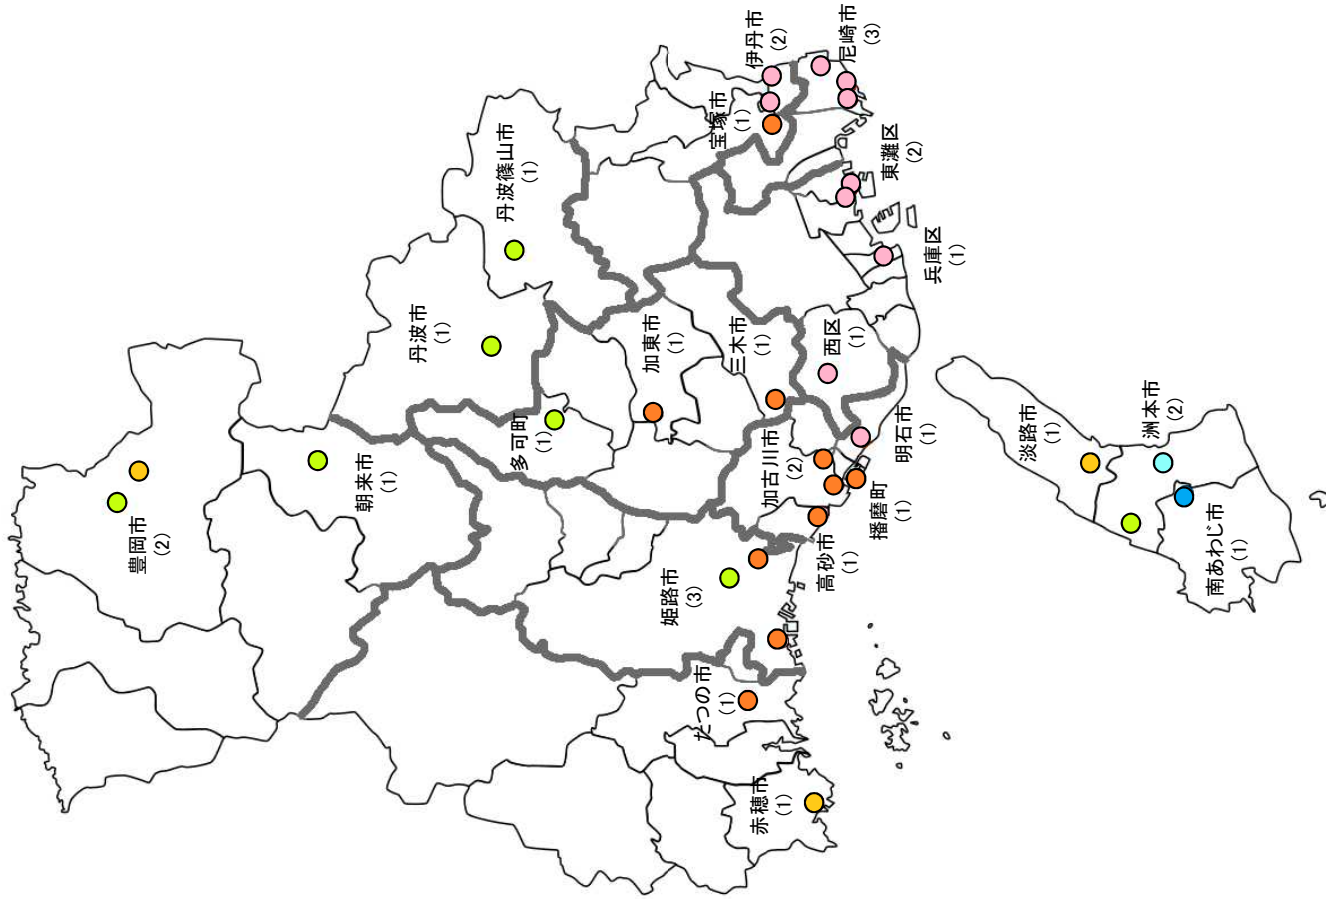 豊岡市
(2)
朝来市
(1)
丹波市
(1)
丹波篠山市
(1)
多可町
(1)
加東市
(1)
三木市
(1)
西区
(1)
宝塚市
(1)
伊丹市
(2)
尼崎市
(3)
東灘区
(2)
兵庫区
(1)
明石市
(1)
加古川市
(2)
播磨町
(1)
高砂市
(1)
姫路市
(3)
たつの市
(1)
赤穂市
(1)
淡路市
(1)
洲本市
(2)
南あわじ市
(1)